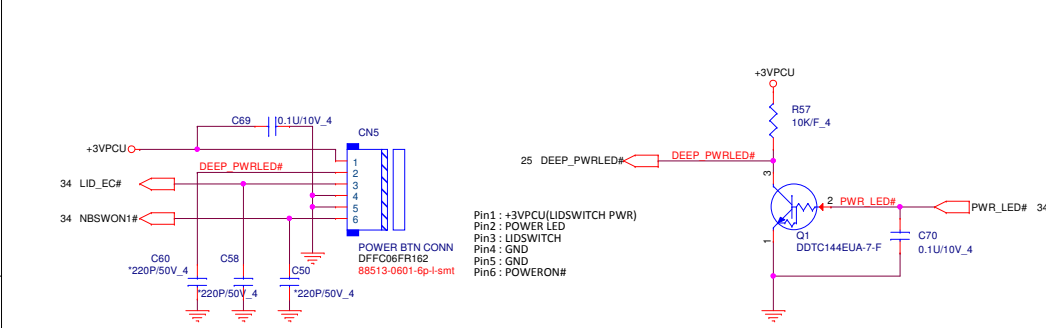 +3VPCU
R57
10K/F_4
C69
0.1U/10V_4
CN5
+3VPCU
1
25 DEEP_PWRLED#
DEEP_PWRLED#
DEEP_PWRLED#
2
3
34 LID_EC#
3
4
5
34 NBSWON1#
6
2
PWR_LED#
PWR_LED# 34
Pin1 : +3VPCU(LIDSWITCH PWR)
Pin2 : POWER LED
Pin3 : LIDSWITCH
Pin4 : GND
Pin5 : GND
Pin6 : POWERON#
Q1
DDTC144EUA-7-F
1
C70
0.1U/10V_4
POWER BTN CONN
DFFC06FR162
88513-0601-6p-l-smt
C60
*220P/50V_4
C58
*220P/50V_4
C50
*220P/50V_4